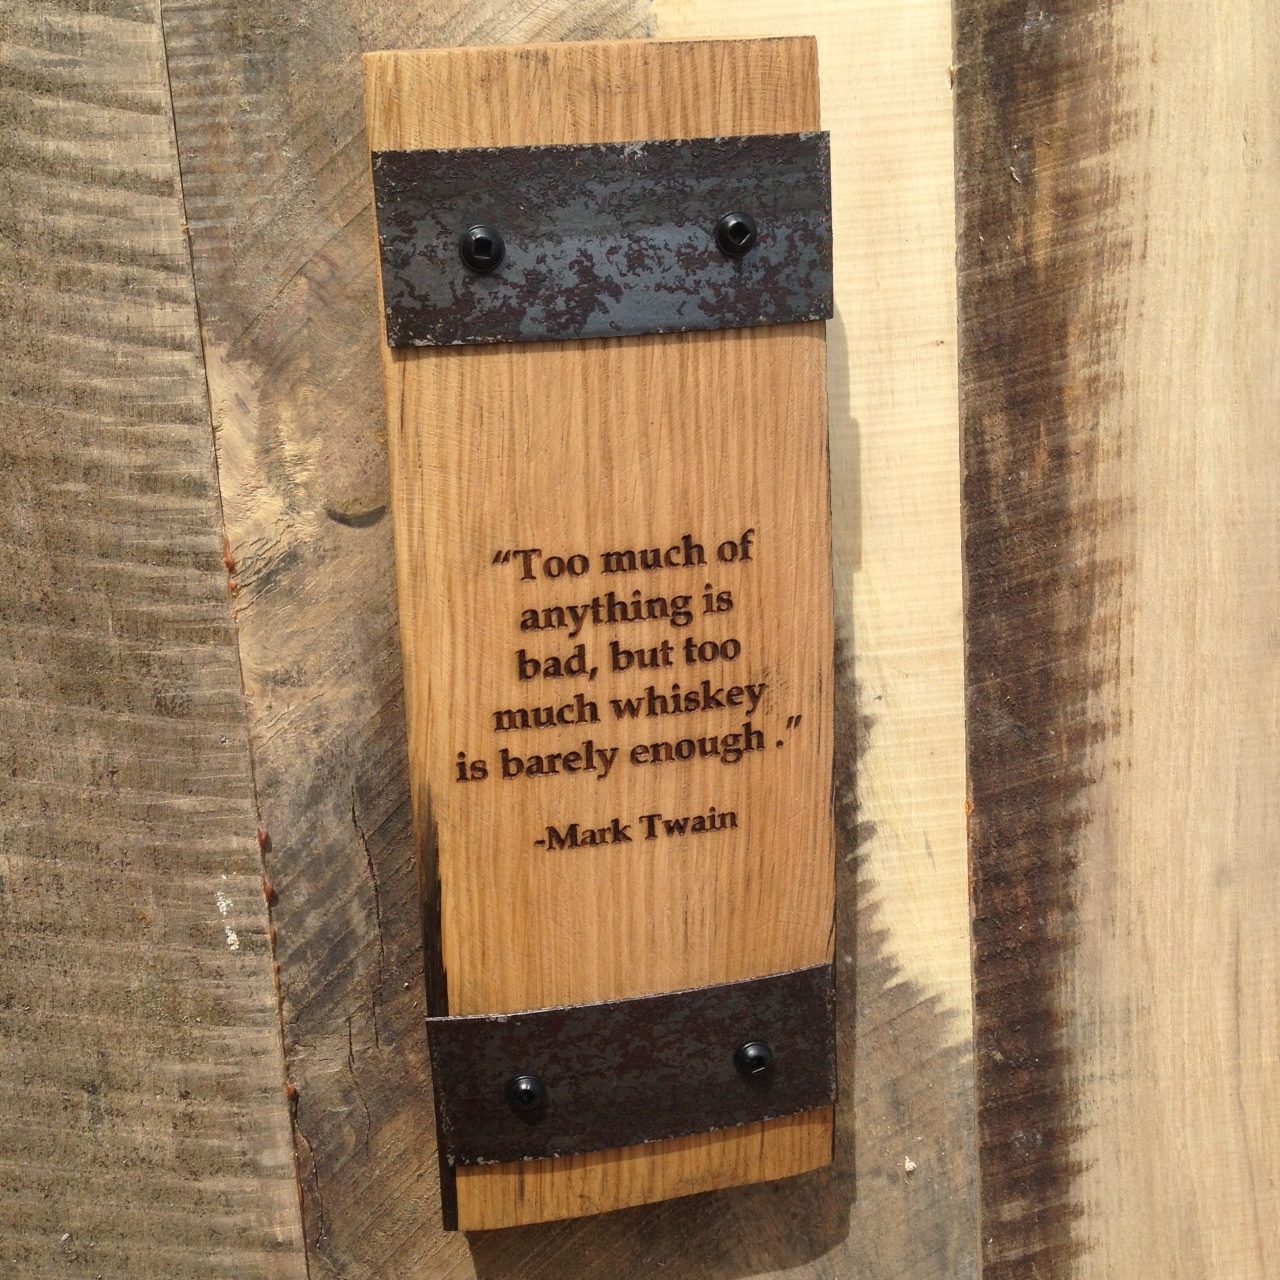 “Too much of
anything is
bad, but too
much whiskey
is barely enough .”
-Mark Twain